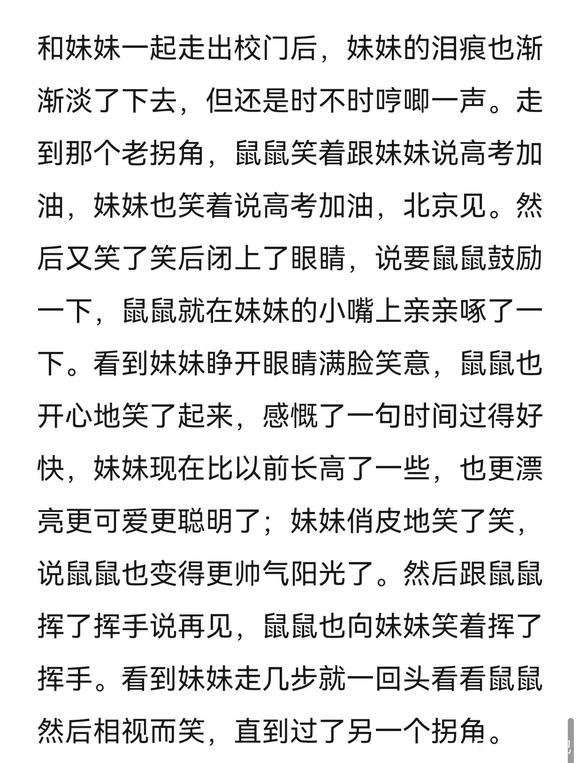 和妹妹一起走出校门后，妹妹的泪痕也渐
渐淡了下去，但还是时不时哼唧一声。走
到那个老拐角，鼠鼠笑着跟妹妹说高考加
油，妹妹也笑着说高考加油，北京见。然
后又笑了笑后闭上了眼睛，说要鼠鼠鼓励
一下，鼠鼠就在妹妹的小嘴上亲亲啄了一
下。看到妹妹睁开眼睛满脸笑意，鼠鼠也
开心地笑了起来，感慨了一句时间过得好
快，妹妹现在比以前长高了一些，也更漂
亮更可爱更聪明了；妹妹俏皮地笑了笑，
说鼠鼠也变得更帅气阳光了。然后跟鼠鼠
挥了挥手说再见，鼠鼠也向妹妹笑着挥了
挥手。看到妹妹走几步就一回头看看鼠鼠
然后相视而笑，直到过了另一个拐角。